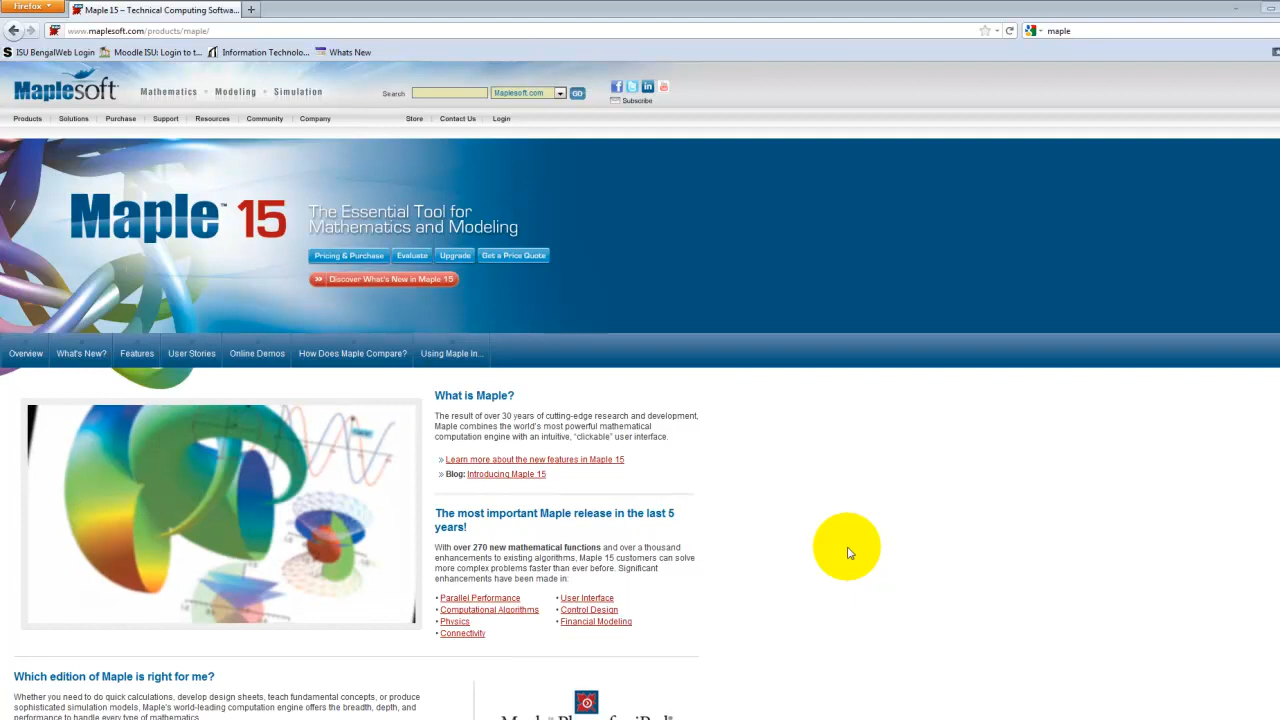 Firefox
Maple 15 – Technical Computing Softwa...
www.maplesoft.com/products/maple/
maple
ISU BengalWeb Login
Moodle ISU: Login to t...
Information Technolo...
Whats New
Maplesoft
Mathematics • Modeling • Simulation
Search
Maplesoft.com
GO
Subscribe
Products
Solutions
Purchase
Support
Resources
Community
Company
Store
Contact Us
Login
Maple™ 15
The Essential Tool for
Mathematics and Modeling
Pricing & Purchase
Evaluate
Upgrade
Get a Price Quote
Discover What's New in Maple 15
Overview
What's New?
Features
User Stories
Online Demos
How Does Maple Compare?
Using Maple In...
What is Maple?
The result of over 30 years of cutting-edge research and development,
Maple combines the world's most powerful mathematical
computation engine with an intuitive, "clickable" user interface.
» Learn more about the new features in Maple 15
» Blog: Introducing Maple 15
The most important Maple release in the last 5
years!
With over 270 new mathematical functions and over a thousand
enhancements to existing algorithms, Maple 15 customers can solve
more complex problems faster than ever before. Significant
enhancements have been made in:
• Parallel Performance
• Computational Algorithms
• Physics
• Connectivity
• User Interface
• Control Design
• Financial Modeling
Which edition of Maple is right for me?
Whether you need to do quick calculations, develop design sheets, teach fundamental concepts, or produce
sophisticated simulation models, Maple's world-leading computation engine offers the breadth, depth, and
performance to handle every type of mathematics.